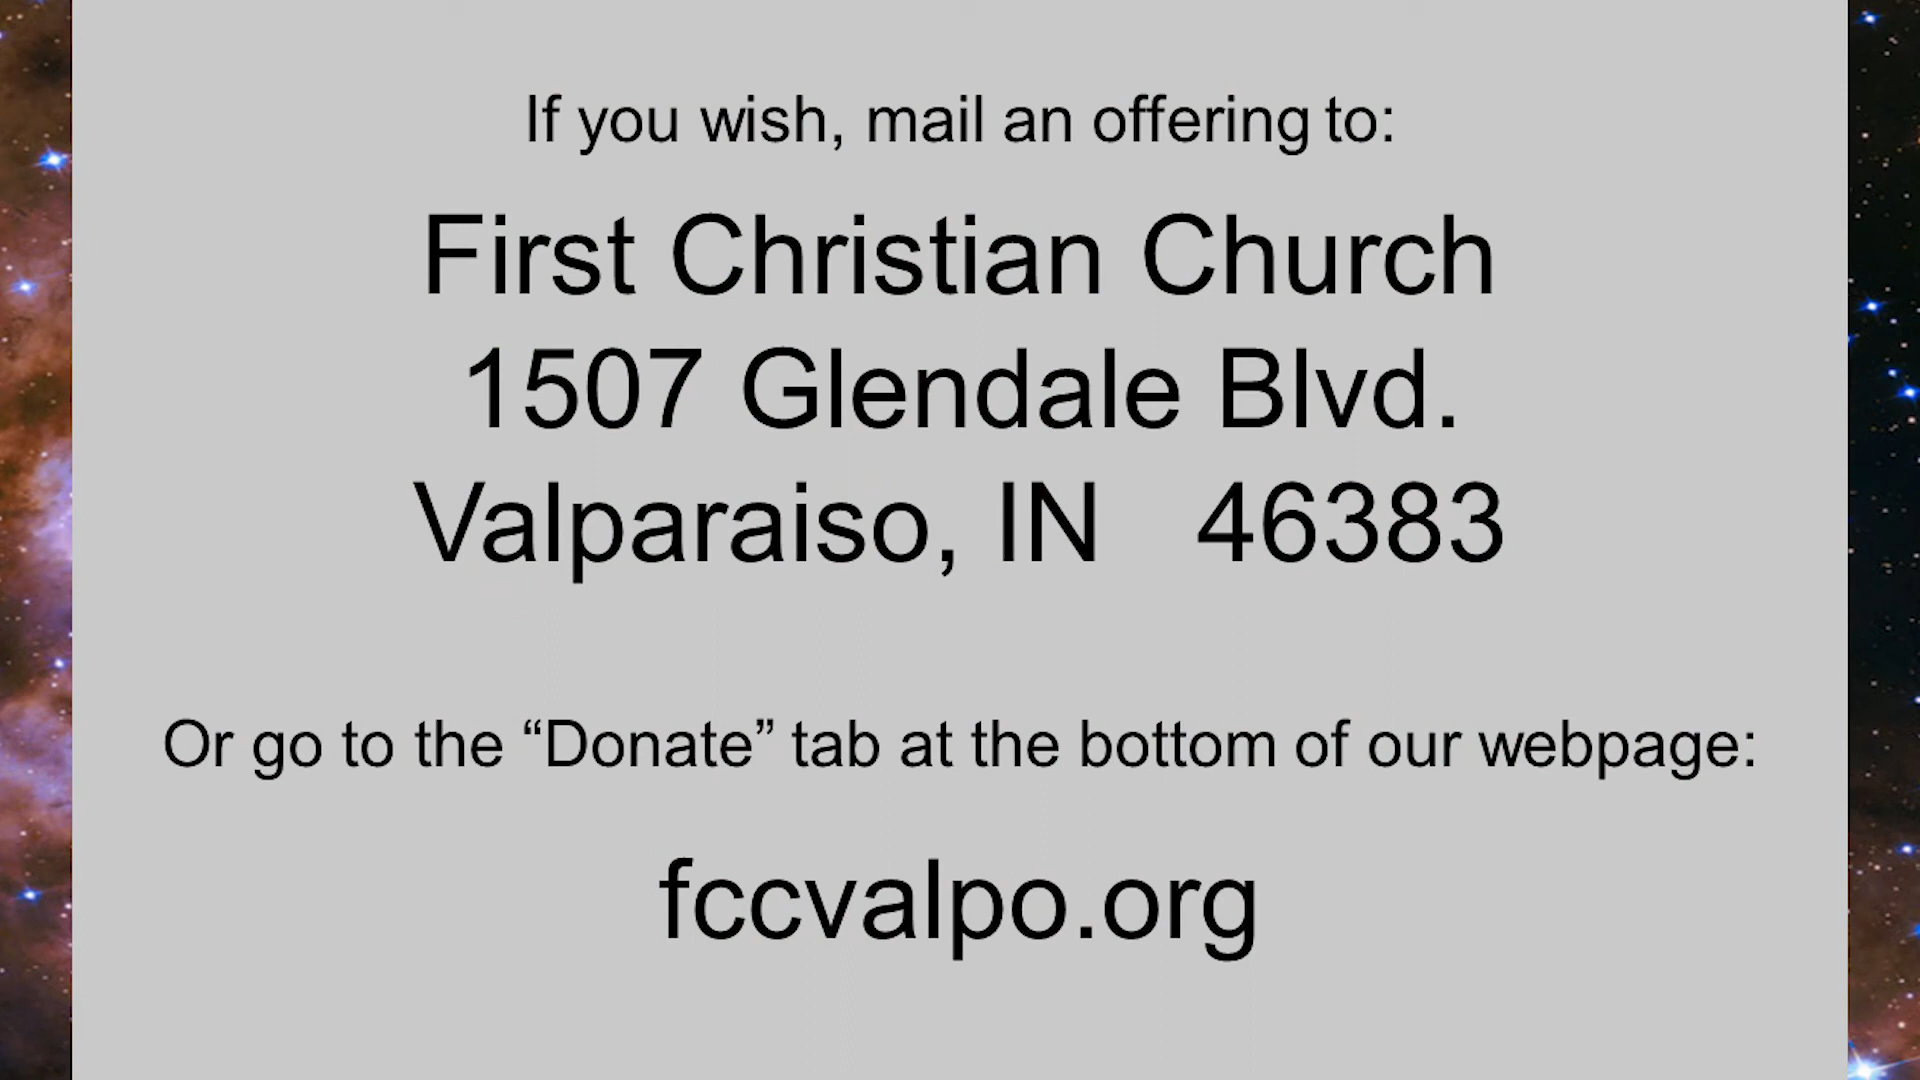 If you wish, mail an offering to:
First Christian Church
1507 Glendale Blvd.
Valparaiso, IN   46383
Or go to the “Donate” tab at the bottom of our webpage:
fccvalpo.org